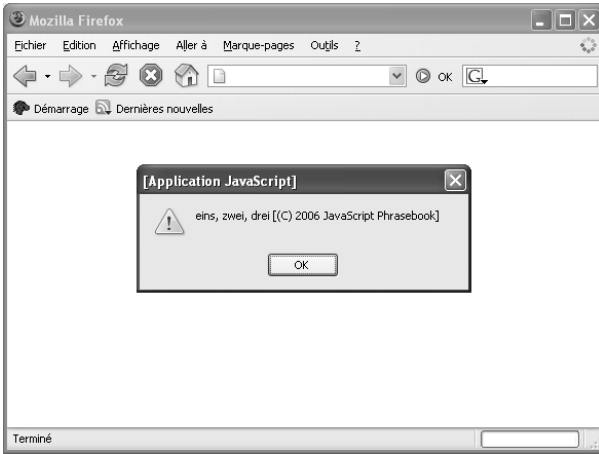 Mozilla Firefox
Fichier Edition Affichage Aller à Marque-pages Outils ?
OK G
Démarrage Dernières nouvelles
[Application JavaScript]
eins, zwei, drei [(C) 2006 JavaScript Phrasebook]
OK
Terminé